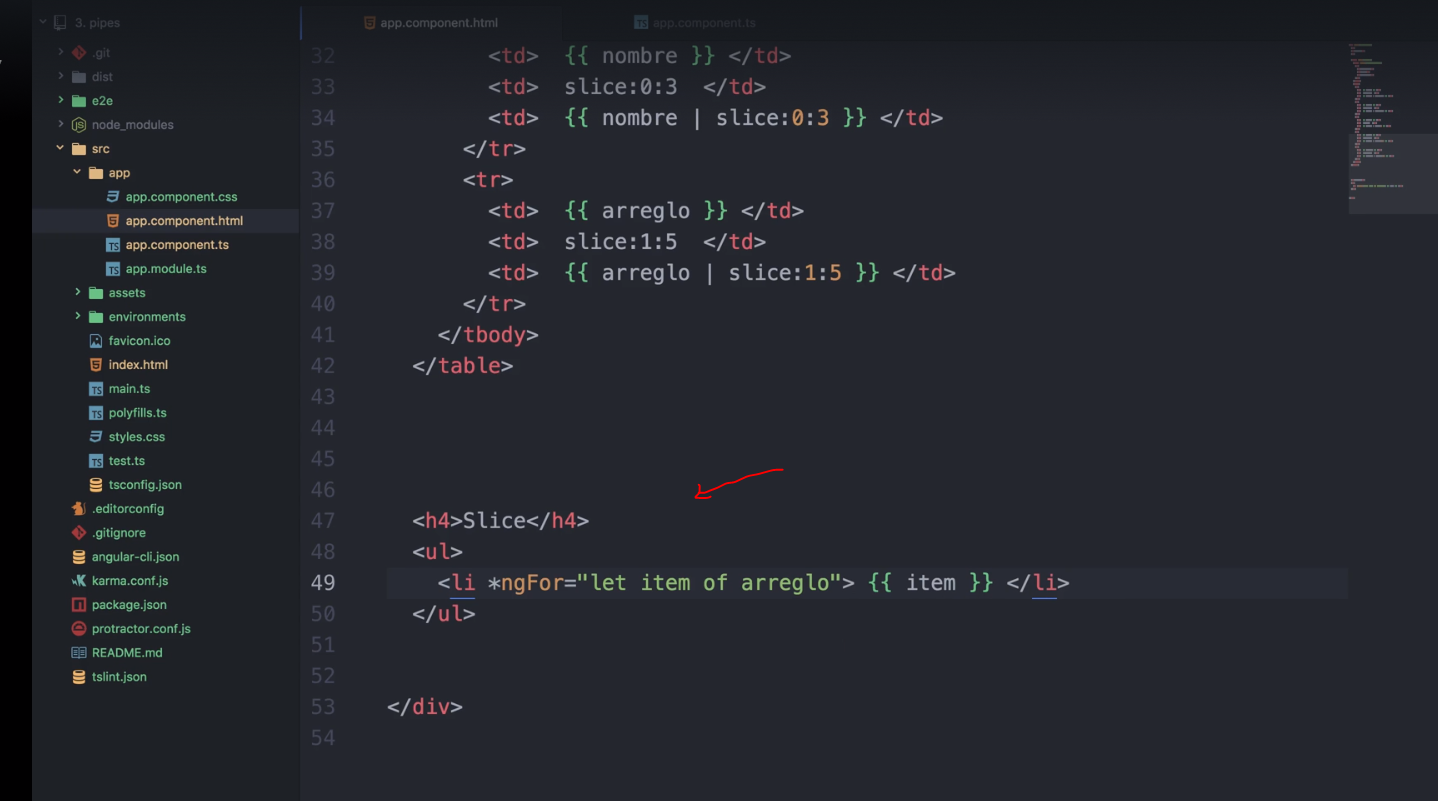 3. pipes
app.component.html
app.component.ts
.git
dist
e2e
node_modules
src
app
app.component.css
app.component.html
app.component.ts
app.module.ts
assets
environments
favicon.ico
index.html
main.ts
polyfills.ts
styles.css
test.ts
tsconfig.json
.editorconfig
.gitignore
angular-cli.json
karma.conf.js
package.json
protractor.conf.js
README.md
tslint.json
32 <td>  {{ nombre }} </td>
33 <td>  slice:0:3  </td>
34 <td>  {{ nombre | slice:0:3 }} </td>
35 </tr>
36 <tr>
37 <td>  {{ arreglo }} </td>
38 <td>  slice:1:5  </td>
39 <td>  {{ arreglo | slice:1:5 }} </td>
40 </tr>
41 </tbody>
42 </table>
43
44
45
46
47 <h4>Slice</h4>
48 <ul>
49 <li *ngFor="let item of arreglo"> {{ item }} </li>
50 </ul>
51
52
53 </div>
54